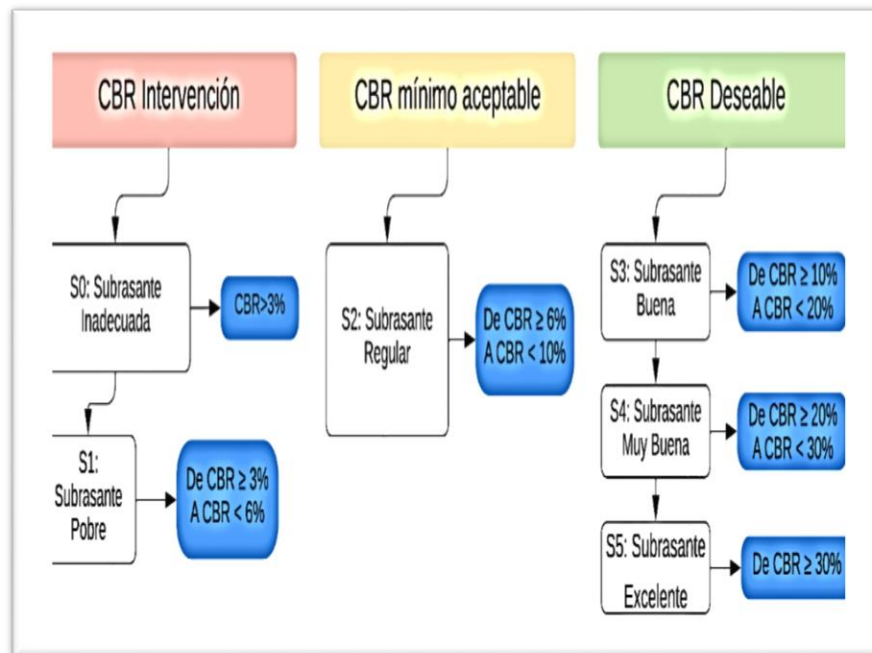 CBR Intervención
S0: Subrasante
Inadecuada
CBR>3%
S1:
Subrasante
Pobre
De CBR ≥ 3%
A CBR < 6%
CBR mínimo aceptable
S2: Subrasante
Regular
De CBR ≥ 6%
A CBR < 10%
CBR Deseable
S3: Subrasante
Buena
De CBR ≥ 10%
A CBR < 20%
S4: Subrasante
Muy Buena
De CBR ≥ 20%
A CBR < 30%
S5: Subrasante
Excelente
De CBR ≥ 30%